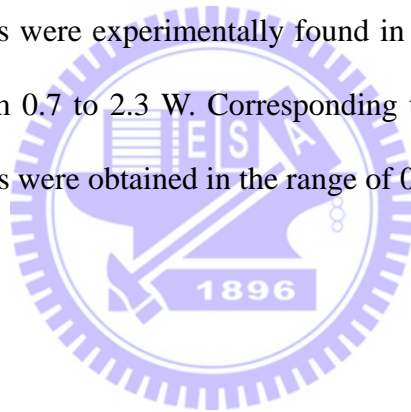 s were experimentally found in
n 0.7 to 2.3 W. Corresponding t
E S A
s were obtained in the range of 0
1896